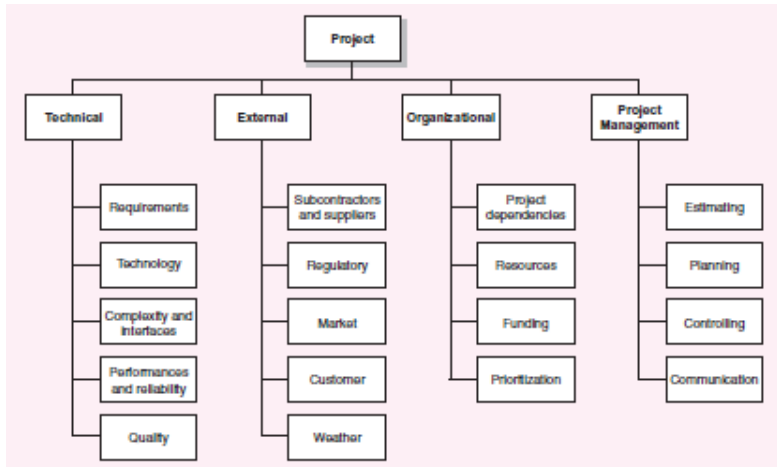 Project
Technical
External
Organizational
Project
Management
Requirements
Technology
Complexity and
interfaces
Performances
and reliability
Quality
Subcontractors
and suppliers
Regulatory
Market
Customer
Weather
Project
dependencies
Resources
Funding
Prioritization
Estimating
Planning
Controlling
Communication